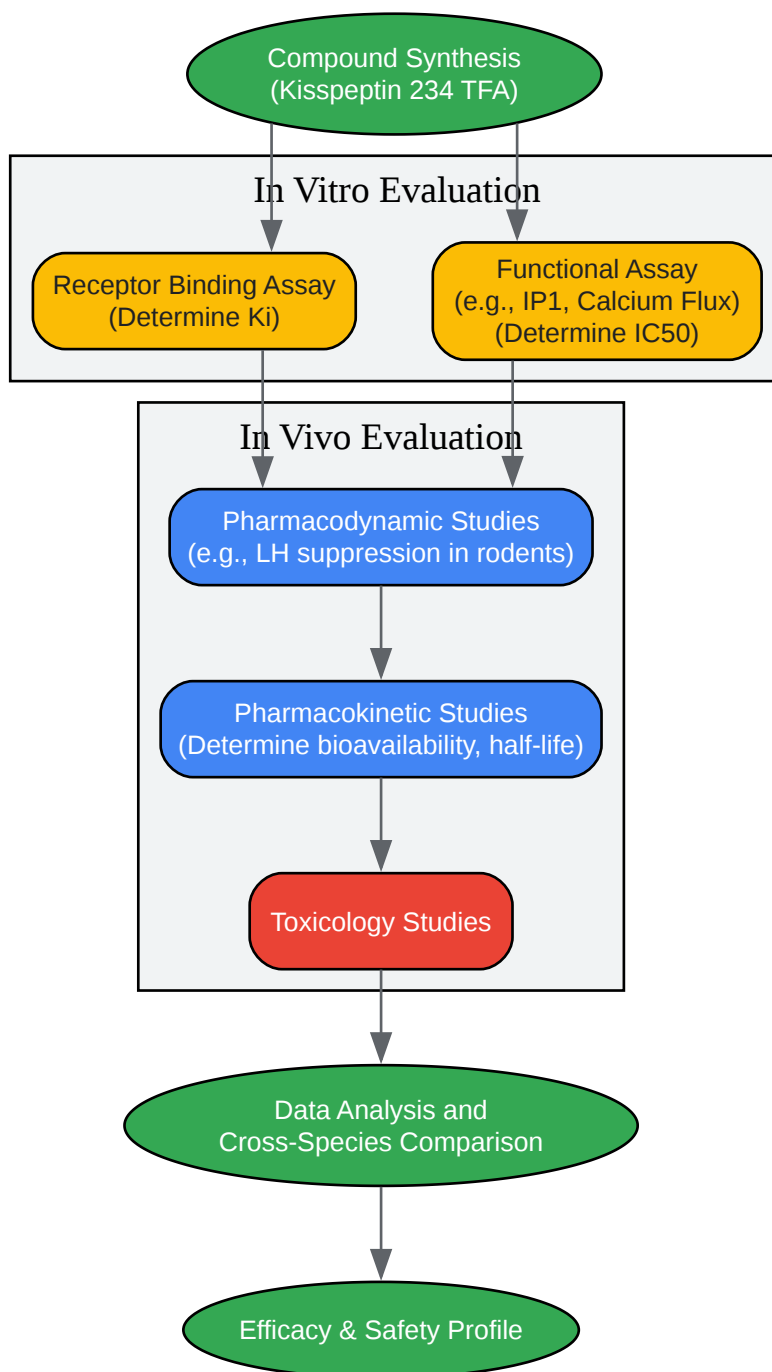 Compound Synthesis
(Kisspeptin 234 TFA)
In Vitro Evaluation
Receptor Binding Assay
(Determine Ki)
Functional Assay
(e.g., IP1, Calcium Flux)
(Determine IC50)
In Vivo Evaluation
Pharmacodynamic Studies
(e.g., LH suppression in rodents)
Pharmacokinetic Studies
(Determine bioavailability, half-life)
Toxicology Studies
Data Analysis and
Cross-Species Comparison
Efficacy & Safety Profile